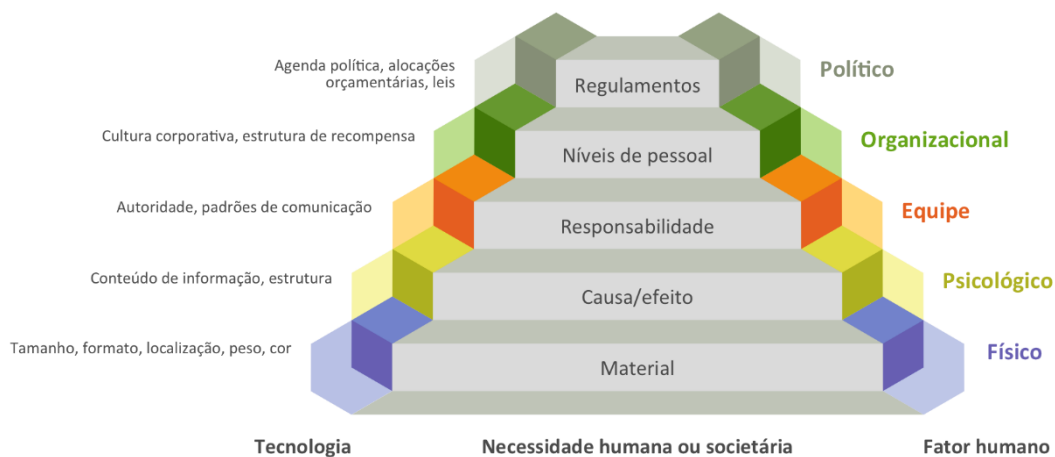 Agenda política, alocações
orçamentárias, leis
Regulamentos
Político
Cultura corporativa, estrutura de recompensa
Níveis de pessoal
Organizacional
Autoridade, padrões de comunicação
Responsabilidade
Equipe
Conteúdo de informação, estrutura
Causa/efeito
Psicológico
Tamanho, formato, localização, peso, cor
Material
Físico
Tecnologia
Necessidade humana ou societária
Fator humano